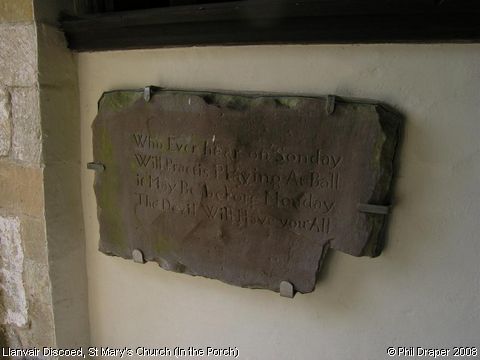 Who Ever hear on Sonday
Will Practis Playing At Ball
it May Be before Monday
The Devil Will Have you All
Llanvair Discoed, St Mary's Church (In the Porch)
© Phil Draper 2008